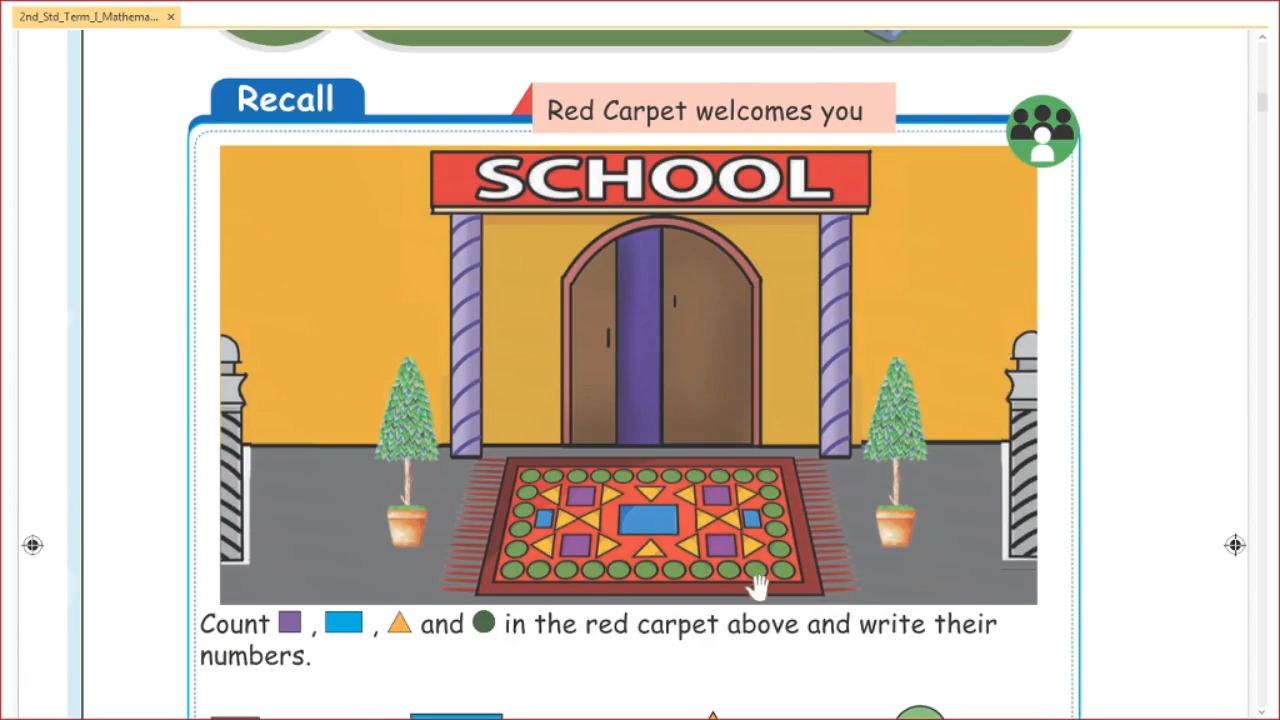 2nd_Std_Term_I_Mathema...
Recall
Red Carpet welcomes you
SCHOOL
Count , , and in the red carpet above and write their
numbers.